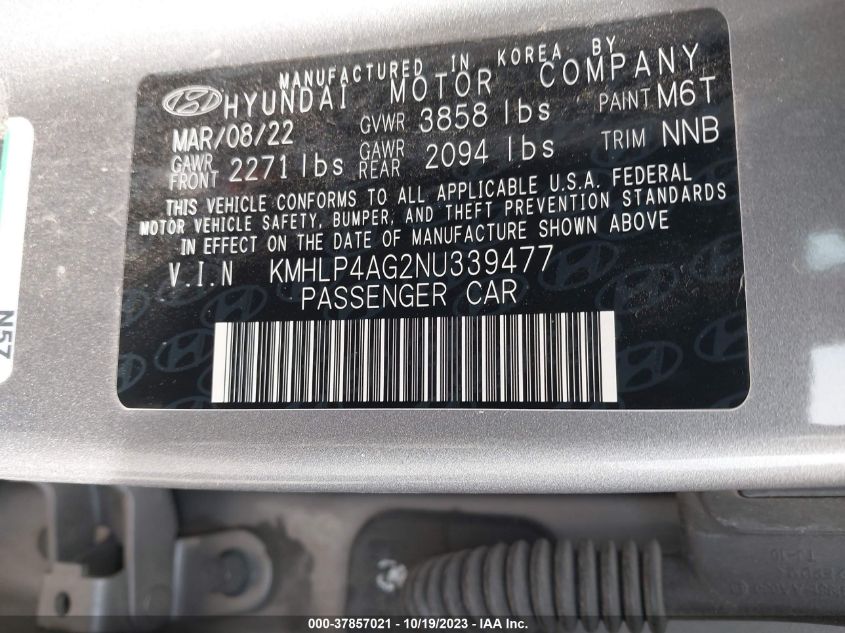 MANUFACTURED IN KOREA BY
HYUNDAI MOTOR COMPANY
MAR/08/22 GVWR 3858 lbs PAINT M6T
GAWR FRONT 2271 lbs GAWR REAR 2094 lbs TRIM NNB
THIS VEHICLE CONFORMS TO ALL APPLICABLE U.S.A. FEDERAL
MOTOR VEHICLE SAFETY, BUMPER, AND THEFT PREVENTION STANDARDS
IN EFFECT ON THE DATE OF MANUFACTURE SHOWN ABOVE
V.I.N KMHLP4AG2NU339477
PASSENGER CAR
N57
000-37857021 - 10/19/2023 - IAA Inc.